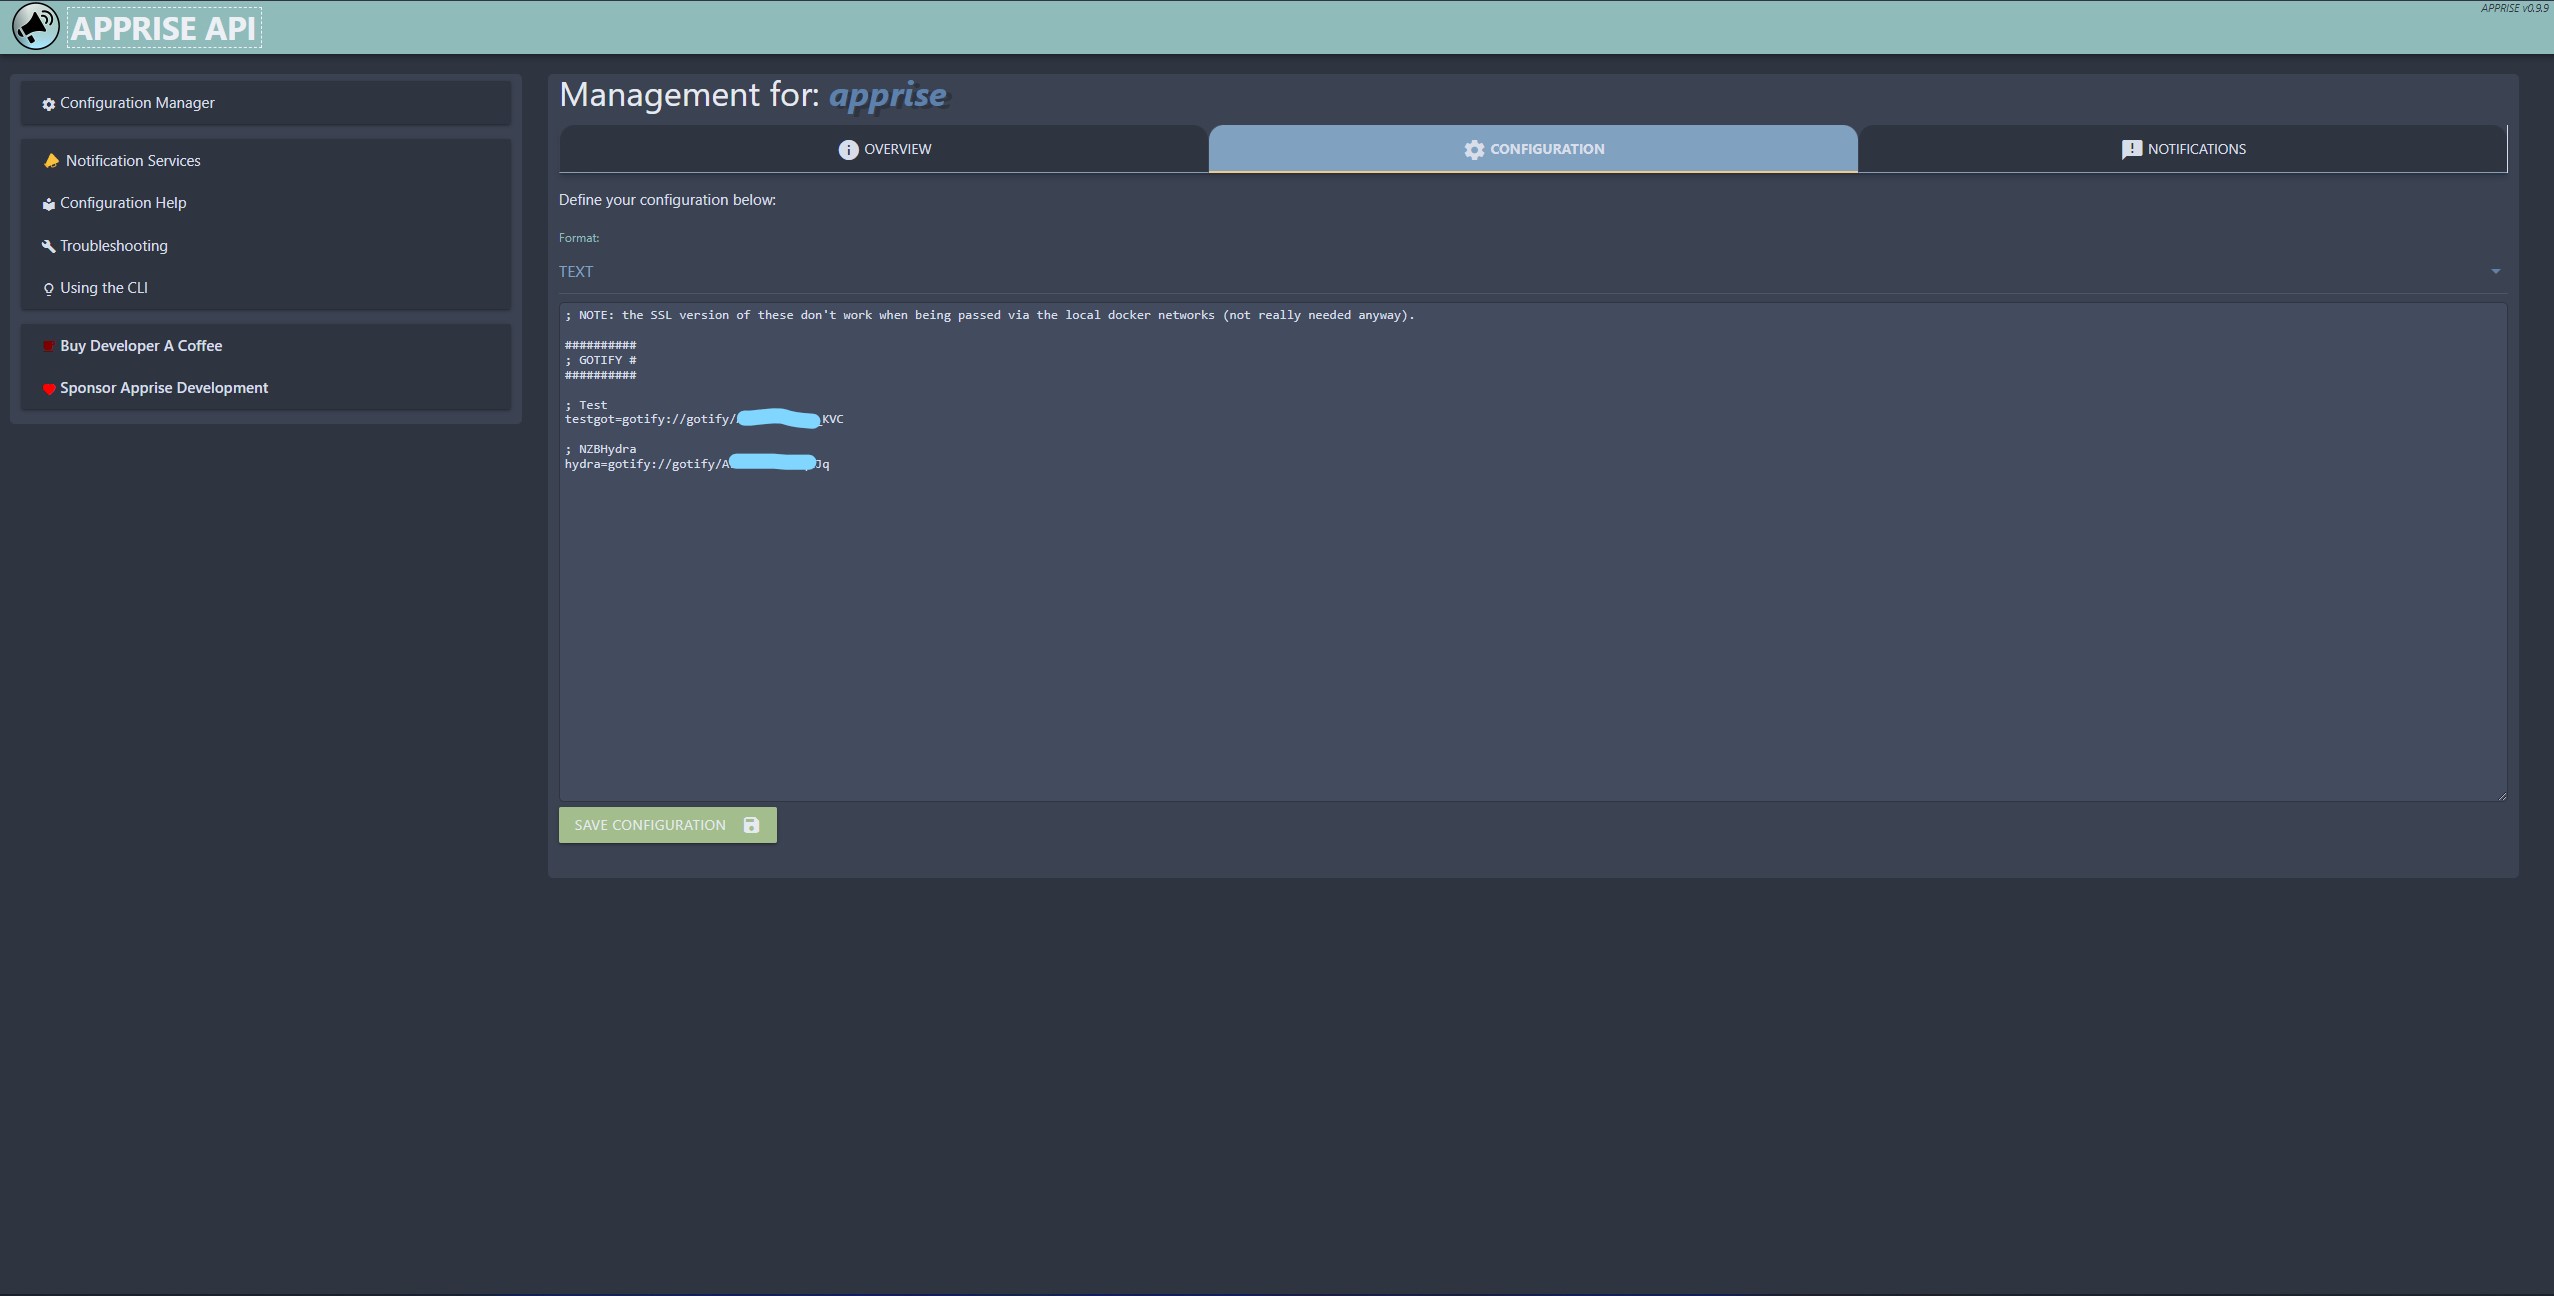 APPRISE API
APPRISE v0.9.9
Configuration Manager
Notification Services
Configuration Help
Troubleshooting
Using the CLI
Buy Developer A Coffee
Sponsor Apprise Development
Management for: apprise
OVERVIEW
CONFIGURATION
NOTIFICATIONS
Define your configuration below:
Format:
TEXT
; NOTE: the SSL version of these don't work when being passed via the local docker networks (not really needed anyway).
##########
; GOTIFY #
##########
; Test
testgot=gotify://gotify/ _KVC
; NZBHydra
hydra=gotify://gotify/A Jq
SAVE CONFIGURATION